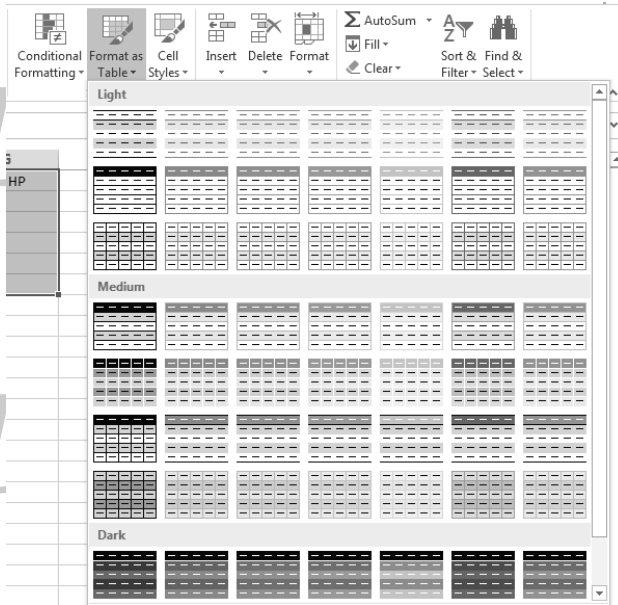 Conditional Formatting
Format as Table
Cell Styles
Insert
Delete
Format
AutoSum
Fill
Clear
Sort & Filter
Find & Select
Light
HP
Medium
Dark